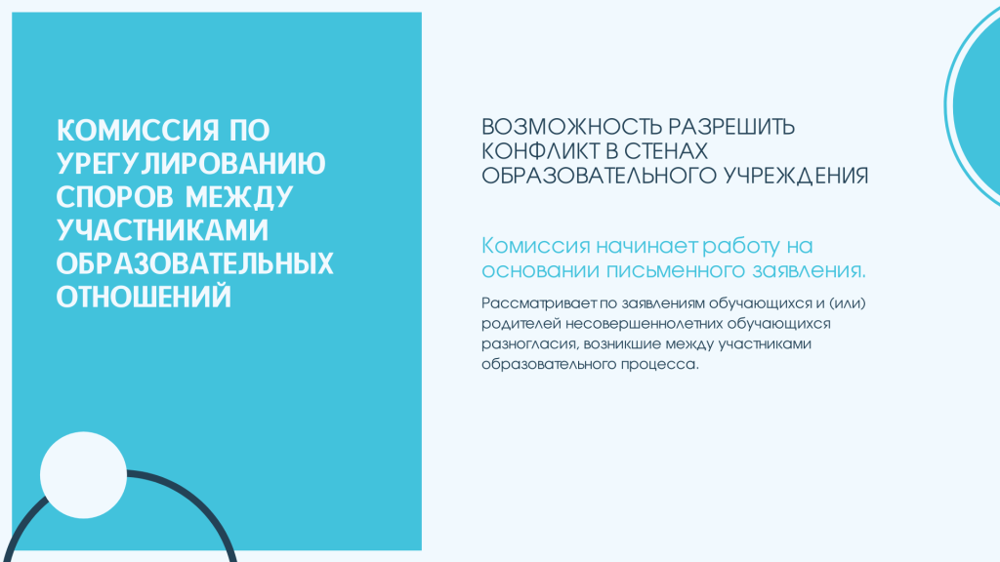 КОМИССИЯ ПО
УРЕГУЛИРОВАНИЮ
СПОРОВ МЕЖДУ
УЧАСТНИКАМИ
ОБРАЗОВАТЕЛЬНЫХ
ОТНОШЕНИЙ
ВОЗМОЖНОСТЬ РАЗРЕШИТЬ
КОНФЛИКТ В СТЕНАХ
ОБРАЗОВАТЕЛЬНОГО УЧРЕЖДЕНИЯ
Комиссия начинает работу на
основании письменного заявления.
Рассматривает по заявлениям обучающихся и (или)
родителей несовершеннолетних обучающихся
разногласия, возникшие между участниками
образовательного процесса.